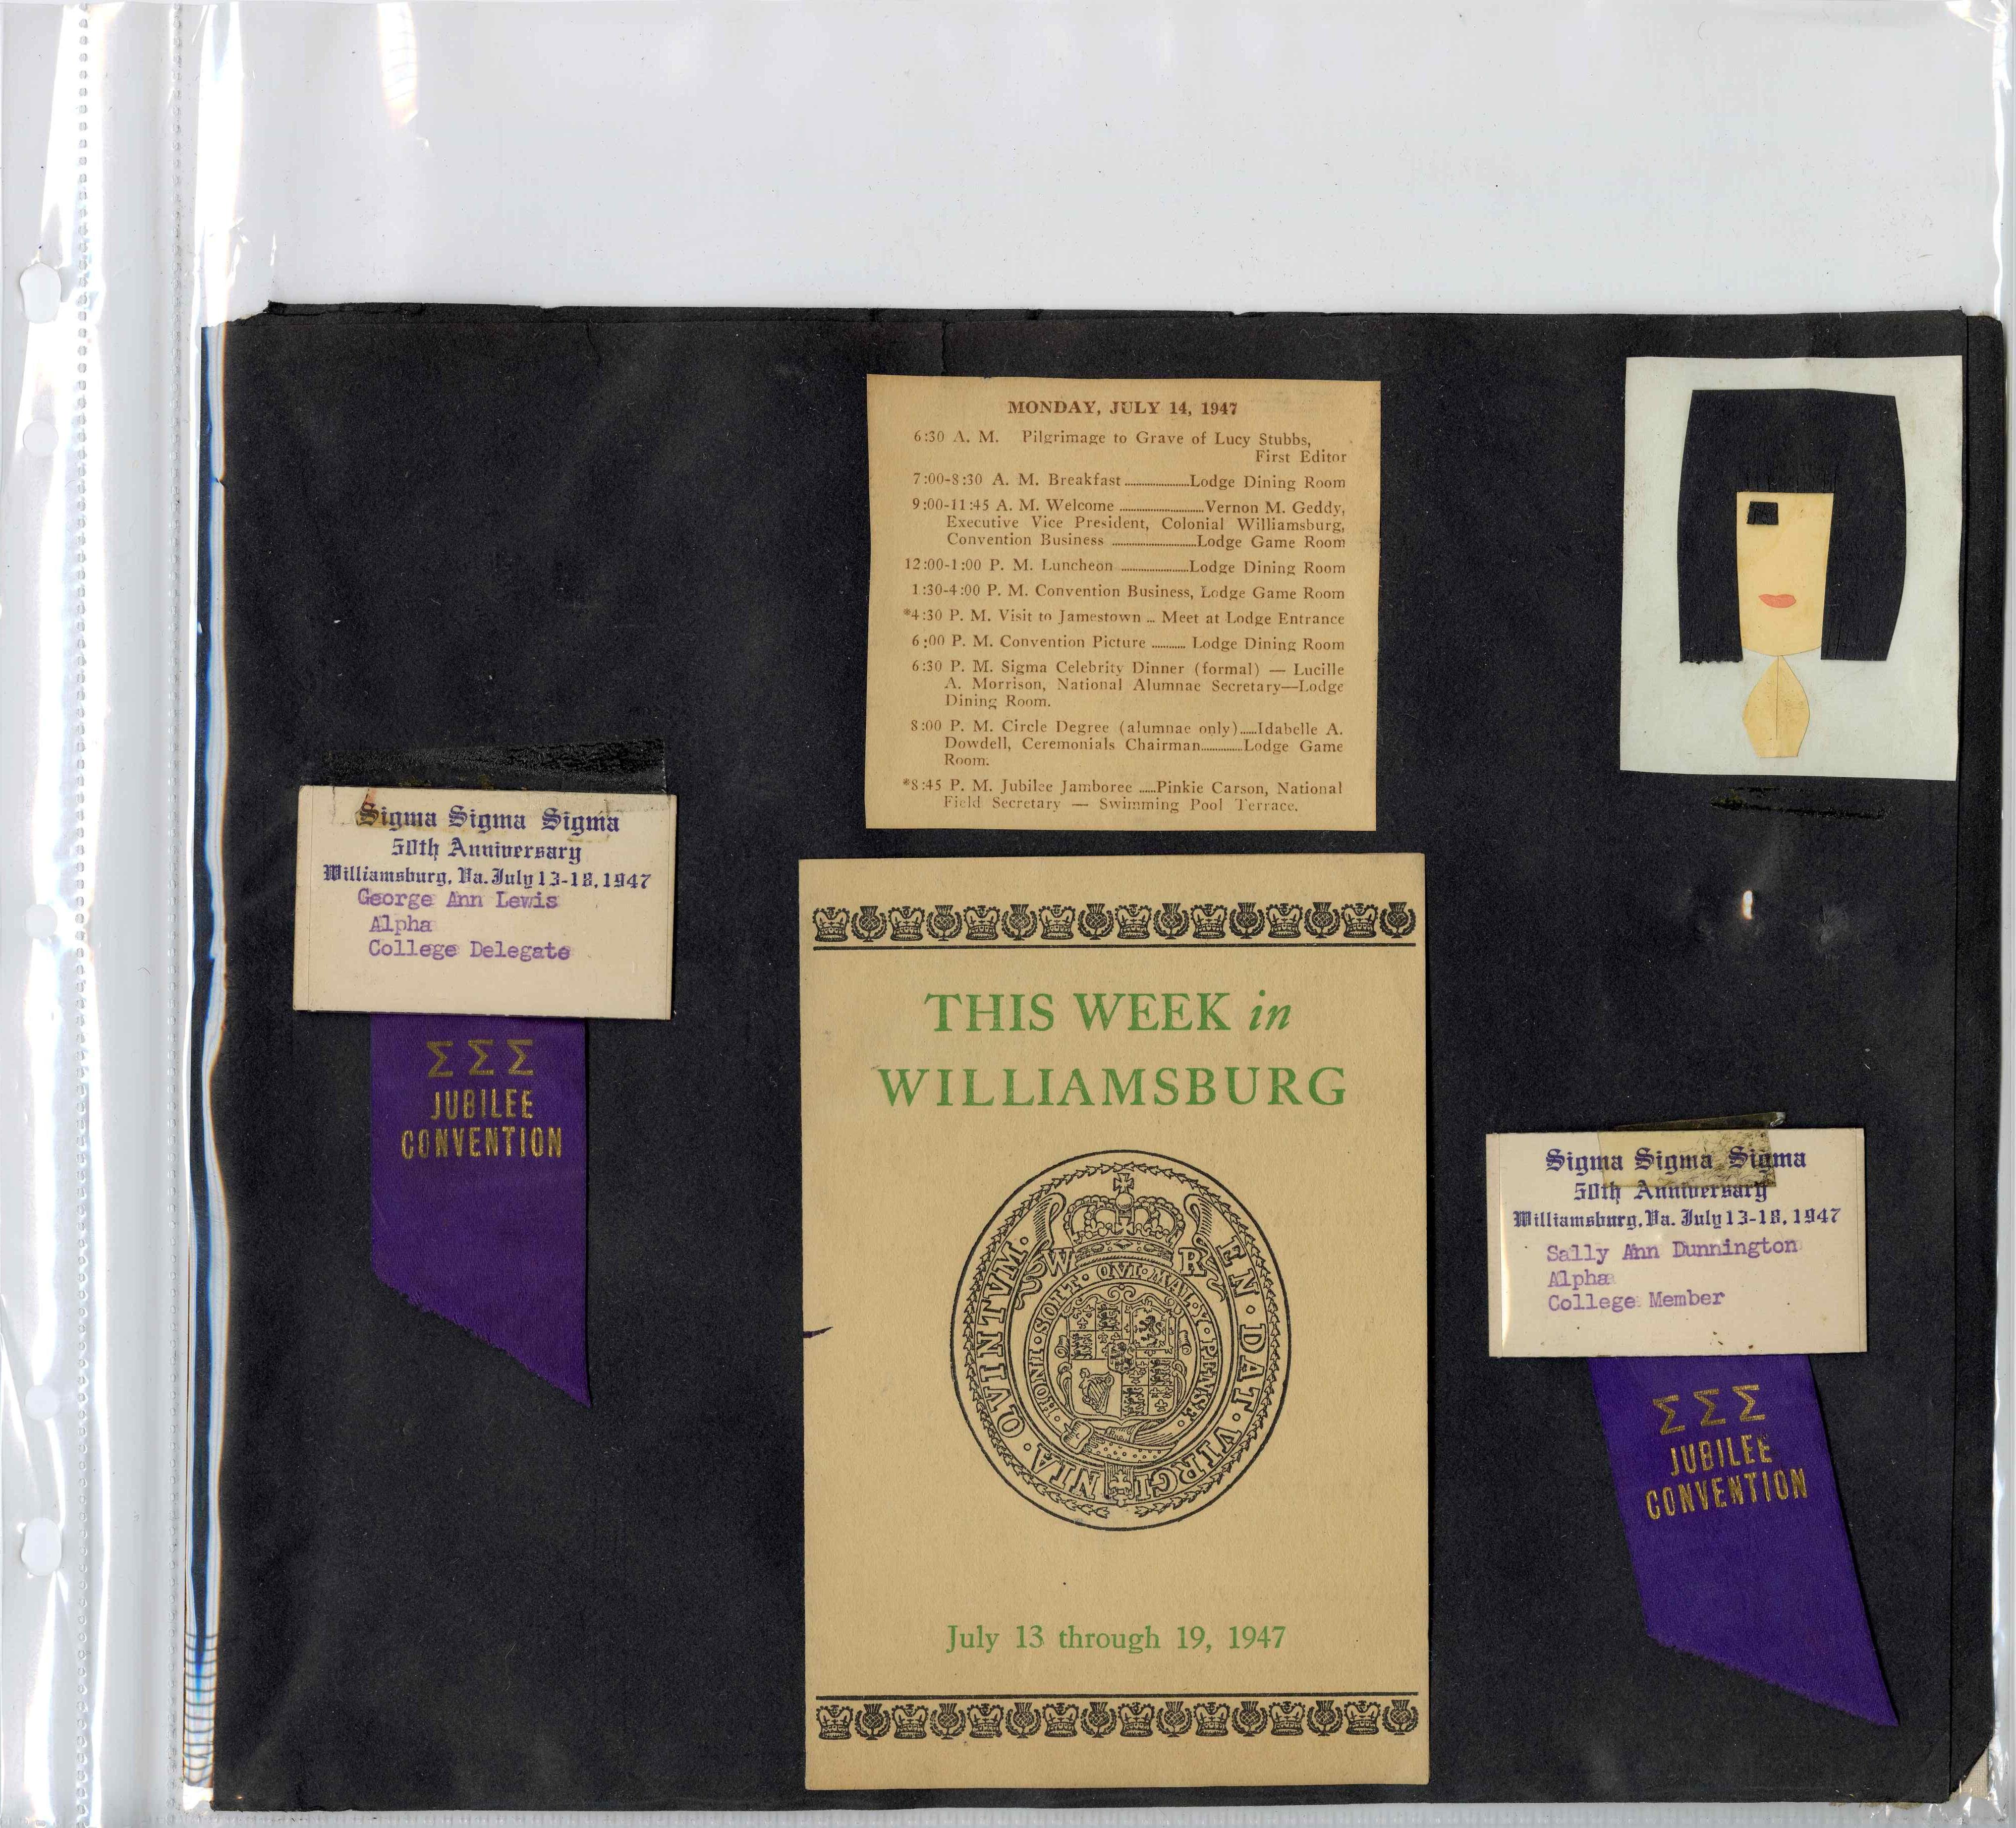 MONDAY, JULY 14, 1947
6:30 A. M. Pilgrimage to Grave of Lucy Stubbs,
First Editor
7:00-8:30 A. M. Breakfast ........ Lodge Dining Room
9:00-11:45 A. M. Welcome ........ Vernon M. Geddy,
Executive Vice President, Colonial Williamsburg,
Convention Business ........ Lodge Game Room
12:00-1:00 P. M. Luncheon ........ Lodge Dining Room
1:30-4:00 P. M. Convention Business, Lodge Game Room
*4:30 P. M. Visit to Jamestown ... Meet at Lodge Entrance
6:00 P. M. Convention Picture ........ Lodge Dining Room
6:30 P. M. Sigma Celebrity Dinner (formal) — Lucille
A. Morrison, National Alumnae Secretary—Lodge
Dining Room.
8:00 P. M. Circle Degree (alumnae only)......Idabelle A.
Dowdell, Ceremonials Chairman........Lodge Game
Room.
*8:45 P. M. Jubilee Jamboree ......Pinkie Carson, National
Field Secretary — Swimming Pool Terrace.
Sigma Sigma Sigma
50th Anniversary
Williamsburg, Va. July 13-18, 1947
George Ann Lewis
Alpha
College Delegate
ΣΣΣ
JUBILEE
CONVENTION
THIS WEEK in
WILLIAMSBURG
W R
EN · DAT · VIRGINIA · QVINTVM ·
HONII · SOIT · QVI · MAL · Y · PENSE ·
July 13 through 19, 1947
Sigma Sigma Sigma
50th Anniversary
Williamsburg, Va. July 13-18, 1947
Sally Ann Dunnington
Alpha
College Member
ΣΣΣ
JUBILEE
CONVENTION